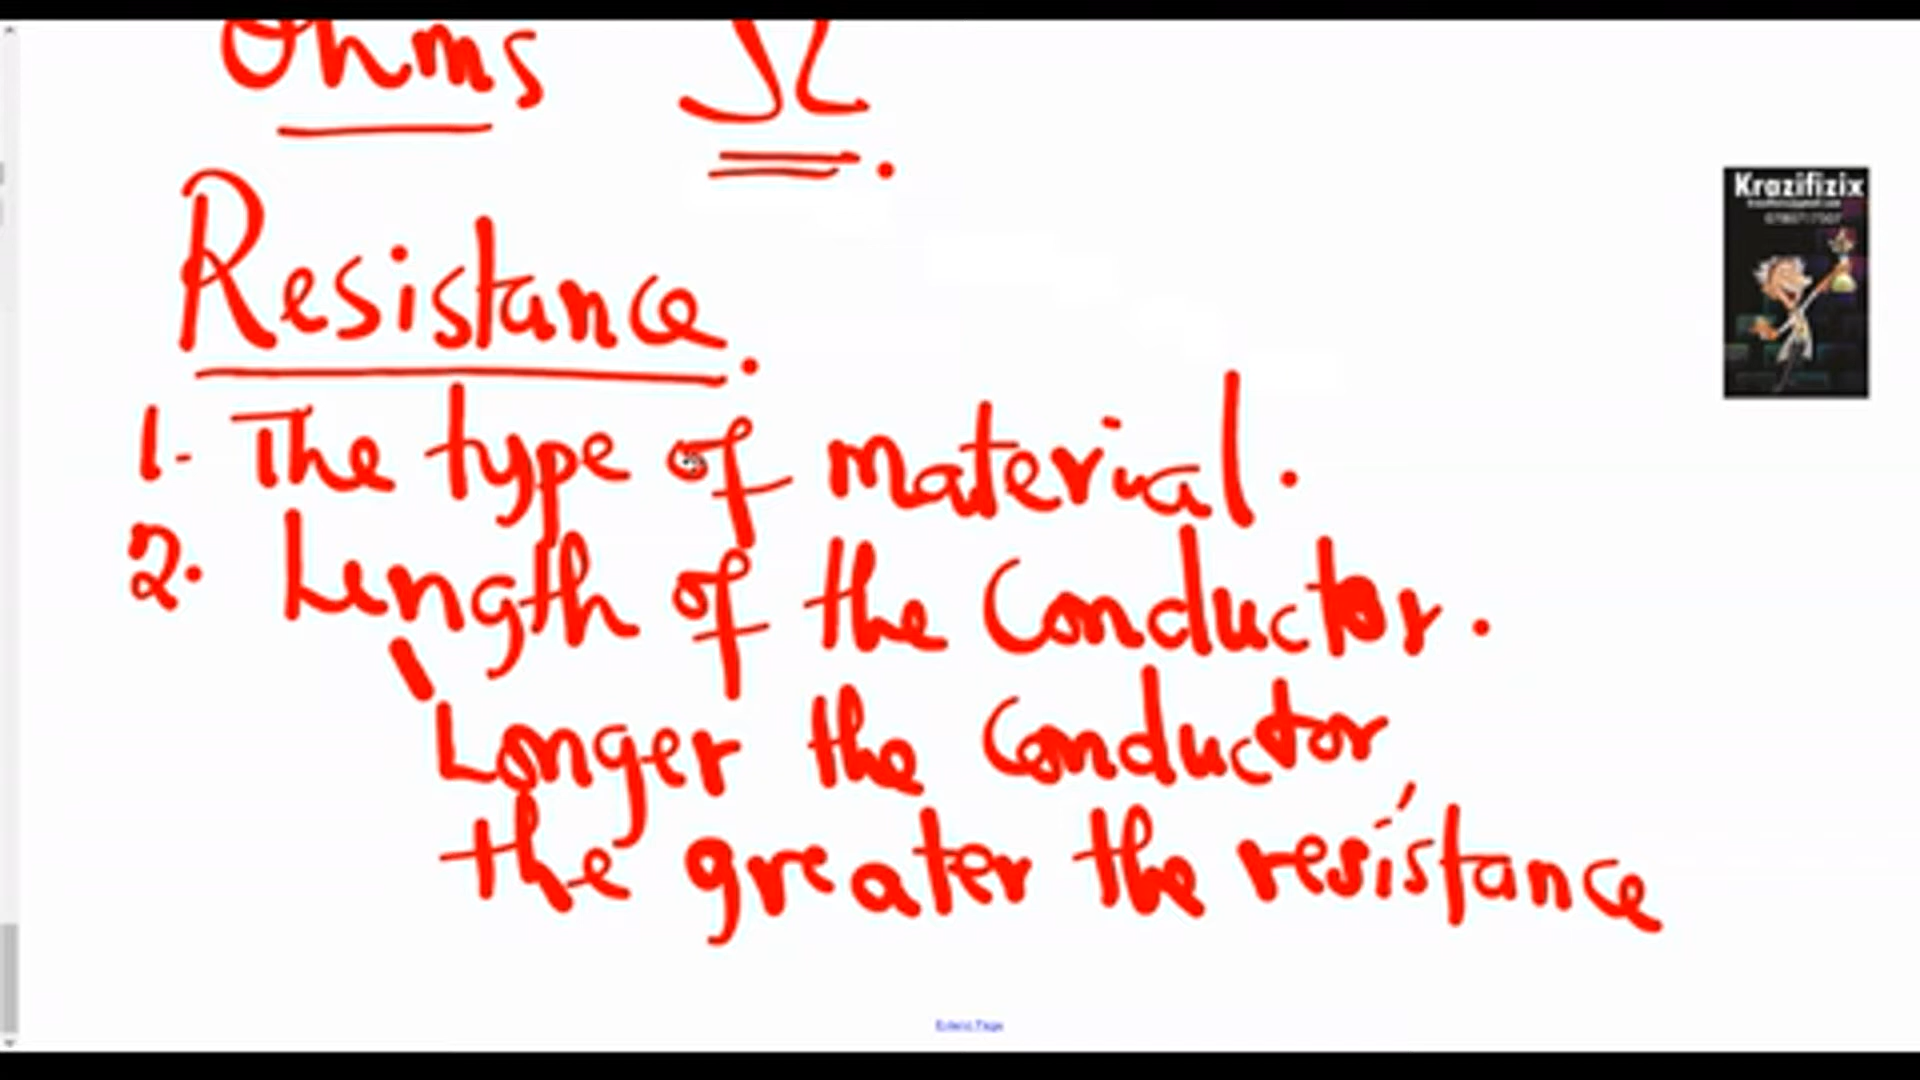 Ohms Ω.
Resistance.
1. The type of material.
2. Length of the Conductor.
Longer the Conductor,
the greater the resistance
Krazifizix